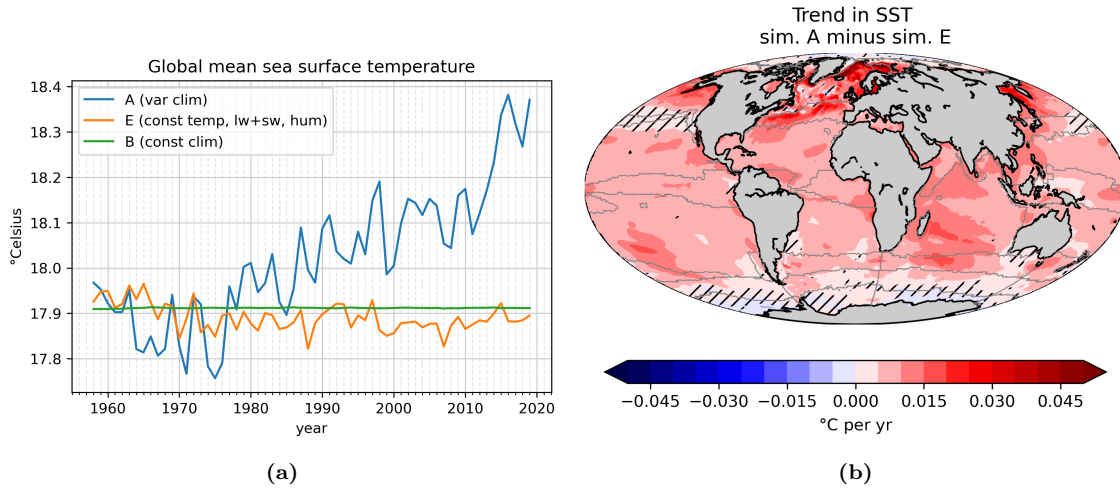 Global mean sea surface temperature
18.4
18.3
18.2
18.1
18.0
17.9
17.8
°Celsius
A (var clim)
E (const temp, lw+sw, hum)
B (const clim)
1960 1970 1980 1990 2000 2010 2020
year
(a)
Trend in SST
sim. A minus sim. E
−0.045 −0.030 −0.015 0.000 0.015 0.030 0.045
°C per yr
(b)